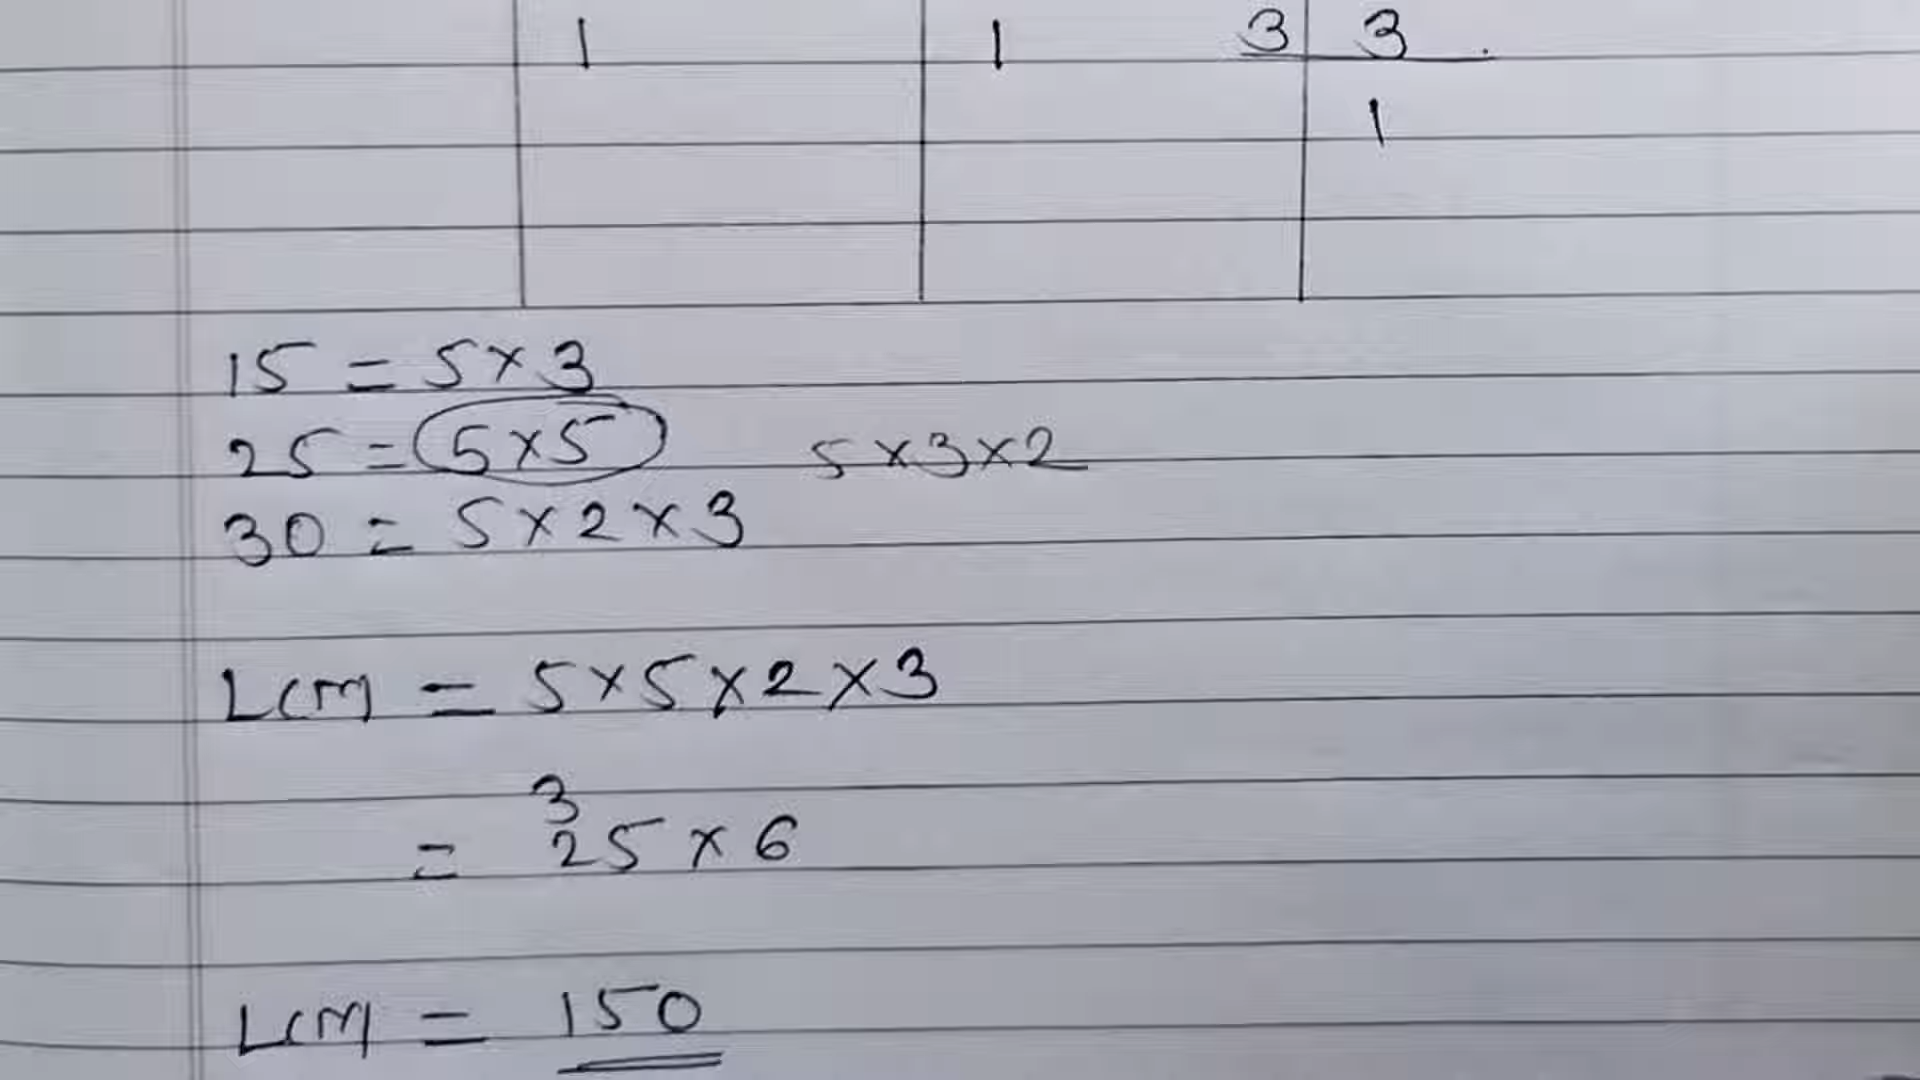 1 1 3 3
1
15 = 5 × 3
25 = 5 × 5 5 × 3 × 2
30 = 5 × 2 × 3
LCM = 5 × 5 × 2 × 3
3
= 25 × 6
LCM = 150